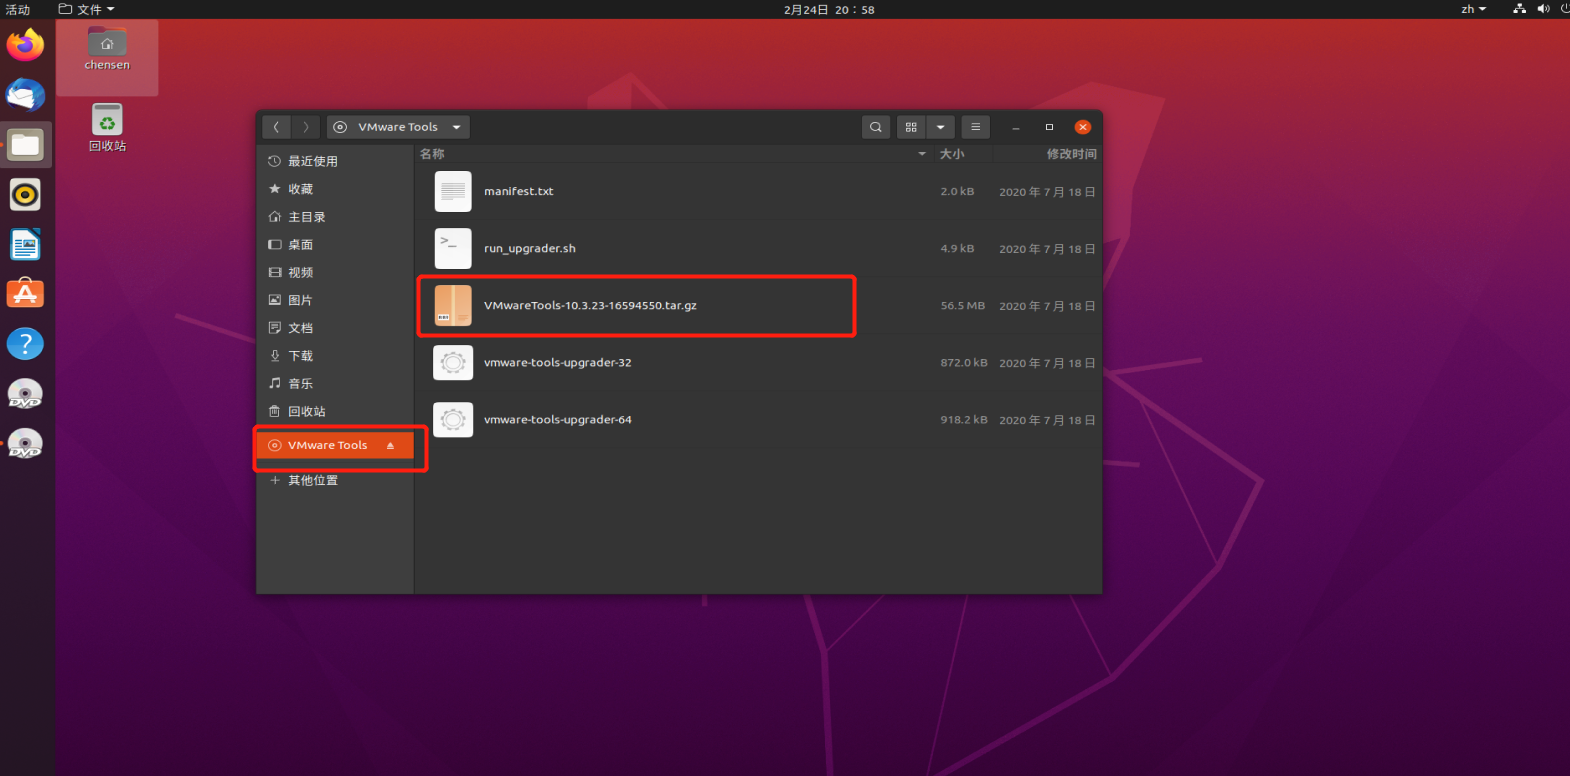 活动 文件 2月24日 20：58 zh
chensen
回收站
VMware Tools
名称 大小 修改时间
最近使用
收藏
主目录
桌面
视频
图片
文档
下载
音乐
回收站
VMware Tools
其他位置
manifest.txt 2.0 kB 2020 年 7 月 18 日
run_upgrader.sh 4.9 kB 2020 年 7 月 18 日
VMwareTools-10.3.23-16594550.tar.gz 56.5 MB 2020 年 7 月 18 日
vmware-tools-upgrader-32 872.0 kB 2020 年 7 月 18 日
vmware-tools-upgrader-64 918.2 kB 2020 年 7 月 18 日
DVD
DVD